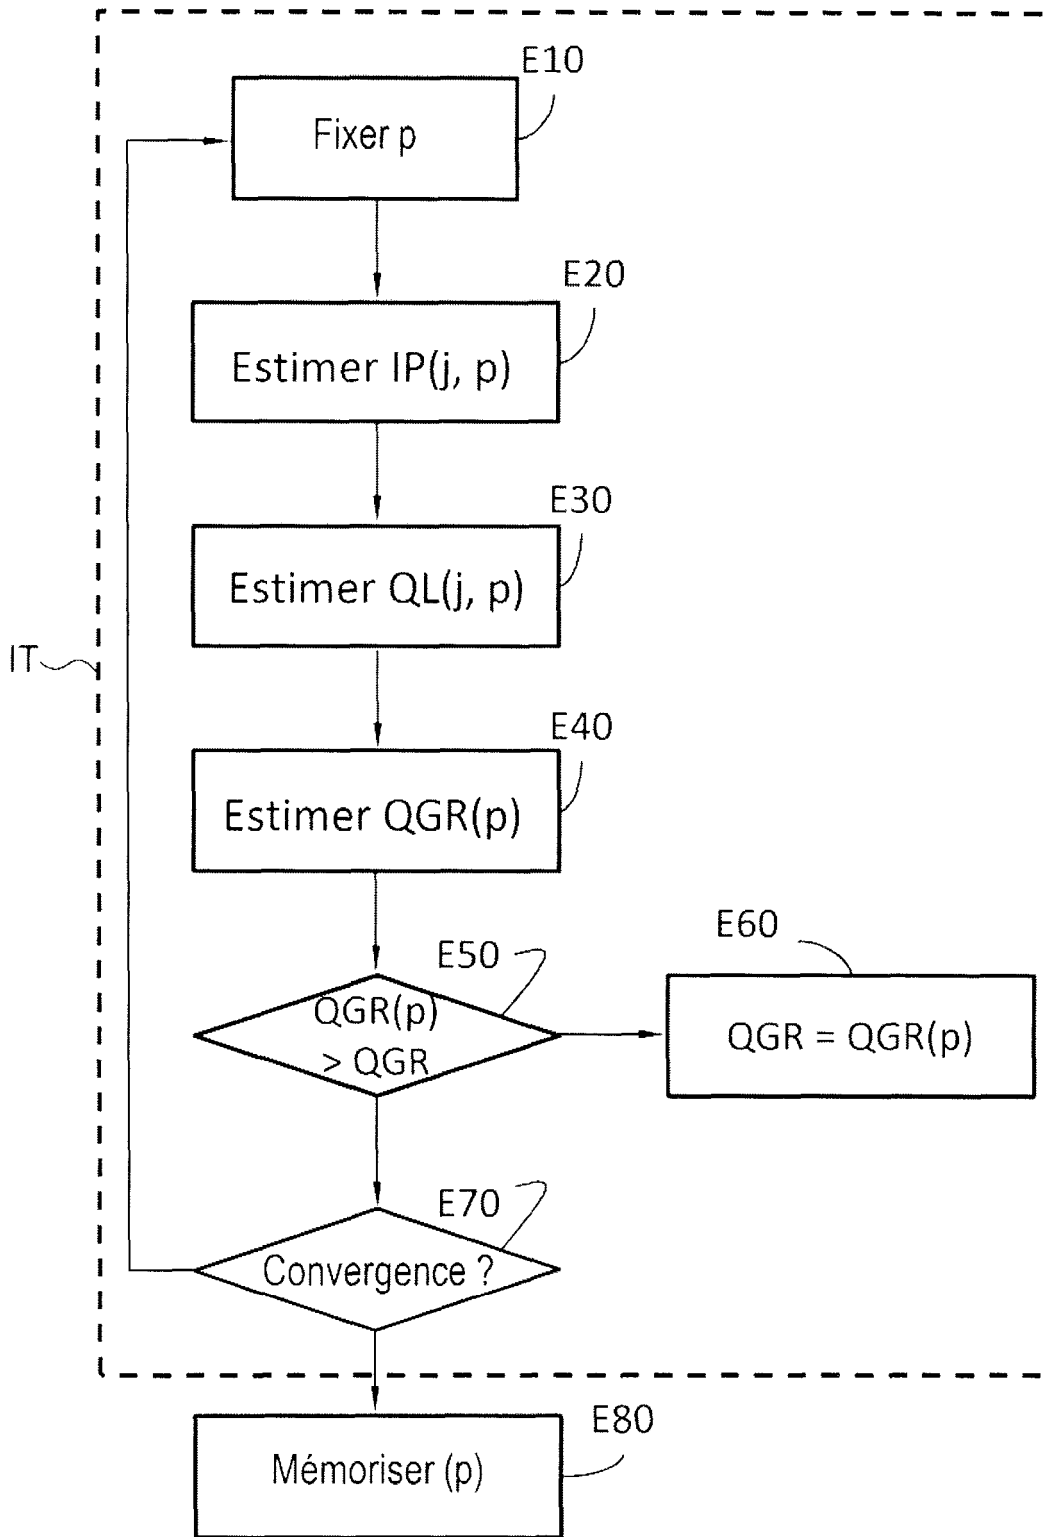 E10
Fixer p
E20
Estimer IP(j, p)
E30
Estimer QL(j, p)
IT
E40
Estimer QGR(p)
E60
E50
QGR(p)
> QGR
QGR = QGR(p)
E70
Convergence ?
E80
Mémoriser (p)